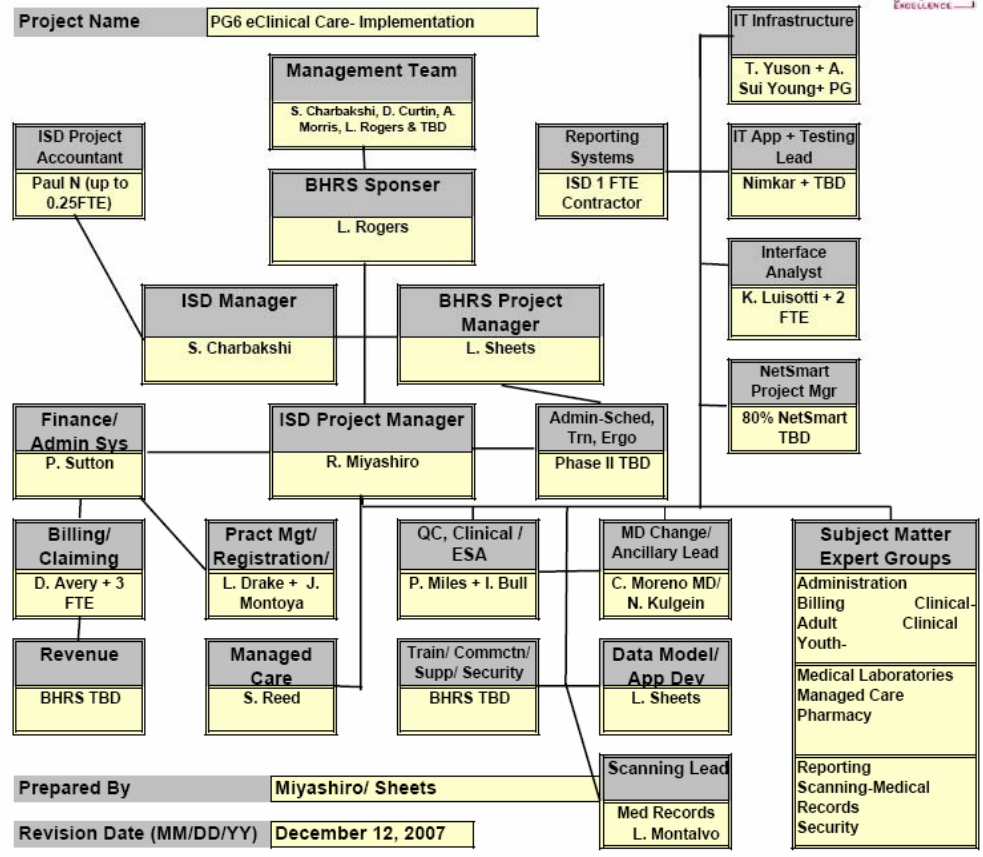 EXCELLENCE
Project Name
PG6 eClinical Care- Implementation
IT Infrastructure
T. Yuson + A.
Sui Young+ PG
Management Team
S. Charbakshi, D. Curtin, A.
Morris, L. Rogers & TBD
ISD Project
Accountant
Paul N (up to
0.25FTE)
Reporting
Systems
ISD 1 FTE
Contractor
IT App + Testing
Lead
Nimkar + TBD
BHRS Sponser
L. Rogers
Interface
Analyst
K. Luisotti + 2
FTE
ISD Manager
S. Charbakshi
BHRS Project
Manager
L. Sheets
NetSmart
Project Mgr
80% NetSmart
TBD
Finance/
Admin Sys
P. Sutton
ISD Project Manager
R. Miyashiro
Admin-Sched,
Trn, Ergo
Phase II TBD
Billing/
Claiming
D. Avery + 3
FTE
Pract Mgt/
Registration/
L. Drake + J.
Montoya
QC, Clinical /
ESA
P. Miles + I. Bull
MD Change/
Ancillary Lead
C. Moreno MD/
N. Kulgein
Subject Matter
Expert Groups
Administration
Billing Clinical-
Adult Clinical
Youth-
Medical Laboratories
Managed Care
Pharmacy
Reporting
Scanning-Medical
Records
Security
Revenue
BHRS TBD
Managed
Care
S. Reed
Train/ Commctn/
Supp/ Security
BHRS TBD
Data Model/
App Dev
L. Sheets
Scanning Lead
Med Records
L. Montalvo
Prepared By
Miyashiro/ Sheets
Revision Date (MM/DD/YY)
December 12, 2007